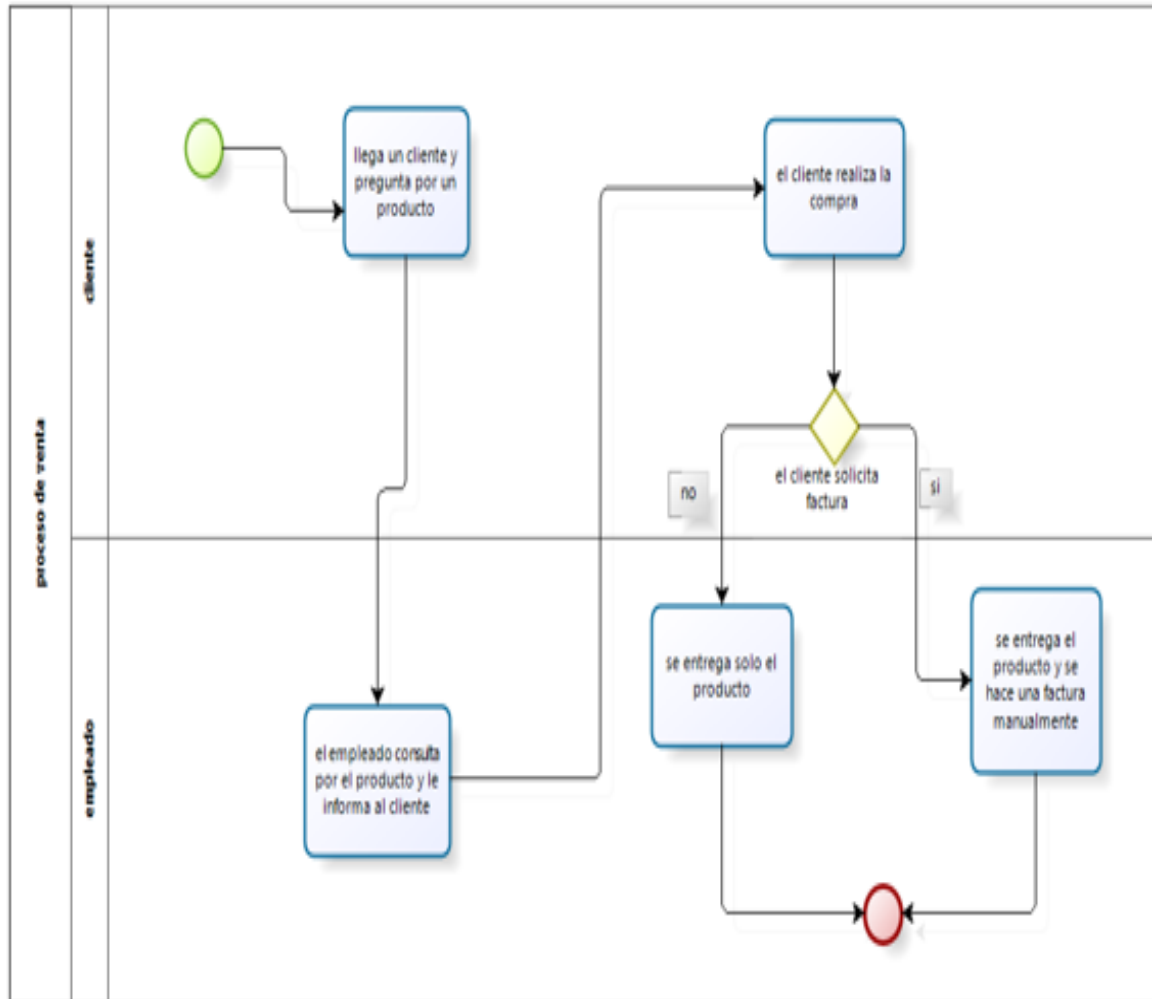 proceso de venta
cliente
llega un cliente y
pregunta por un
producto
el cliente realiza la
compra
el cliente solicita
factura
no
si
empleado
el empleado consulta
por el producto y le
informa al cliente
se entrega solo el
producto
se entrega el
producto y se
hace una factura
manualmente